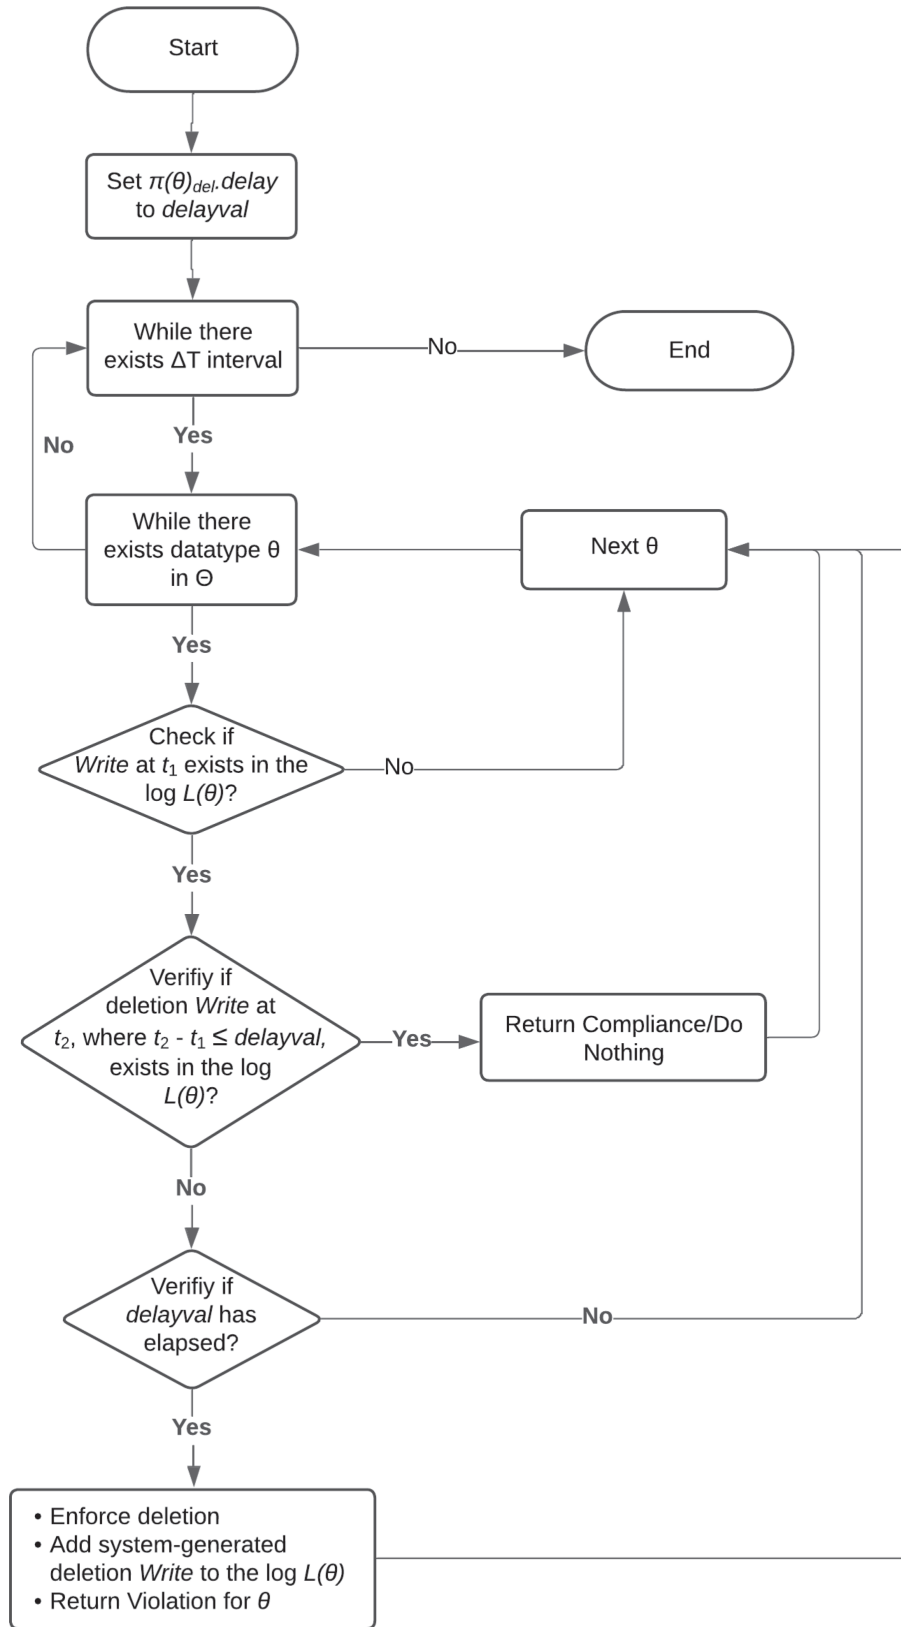 Start
Set π(θ)del.delay
to delayval
While there
exists ΔT interval
No
End
Yes
No
While there
exists datatype θ
in Θ
Next θ
Yes
Check if
Write at t₁ exists in the
log L(θ)?
No
Yes
Verifiy if
deletion Write at
t₂, where t₂ - t₁ ≤ delayval,
exists in the log
L(θ)?
Yes
Return Compliance/Do
Nothing
No
Verifiy if
delayval has
elapsed?
No
Yes
• Enforce deletion
• Add system-generated
deletion Write to the log L(θ)
• Return Violation for θ